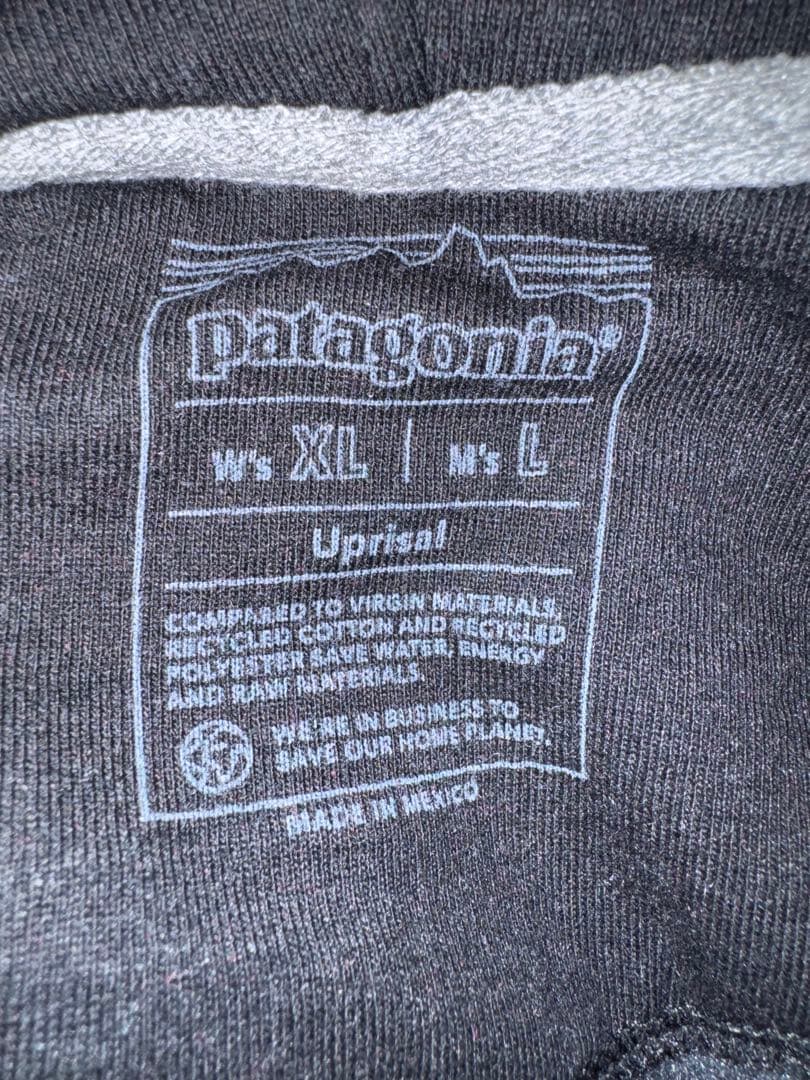 patagonia®
W's XL | M's L
Uprisal
COMPARED TO VIRGIN MATERIALS,
RECYCLED COTTON AND RECYCLED
POLYESTER SAVE WATER, ENERGY
AND RAW MATERIALS.
WE'RE IN BUSINESS TO
SAVE OUR HOME PLANET.
MADE IN MEXICO